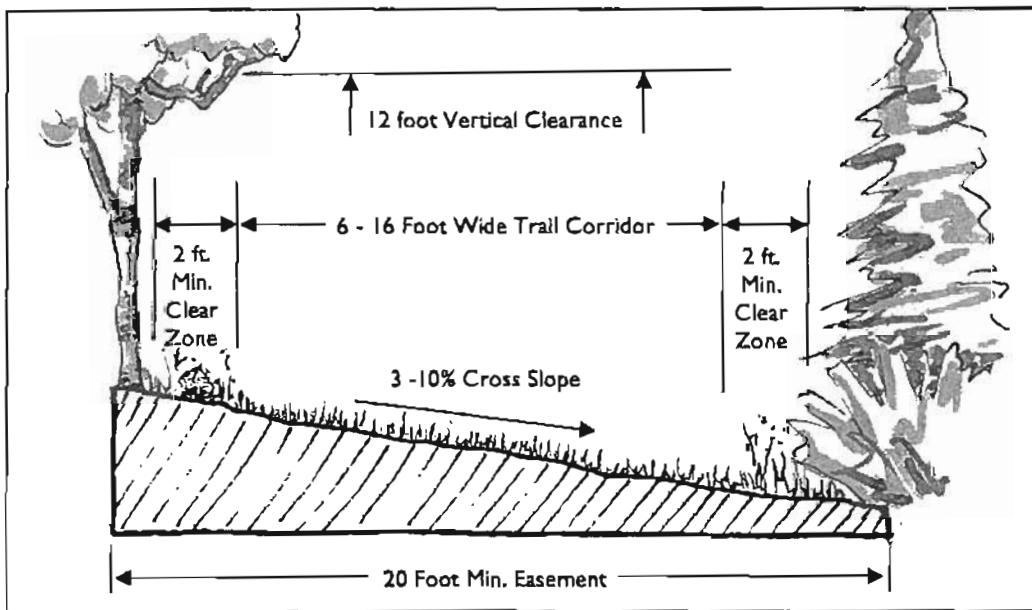 12 foot Vertical Clearance
6 - 16 Foot Wide Trail Corridor
2 ft.
Min.
Clear
Zone
2 ft.
Min.
Clear
Zone
3 -10% Cross Slope
20 Foot Min. Easement